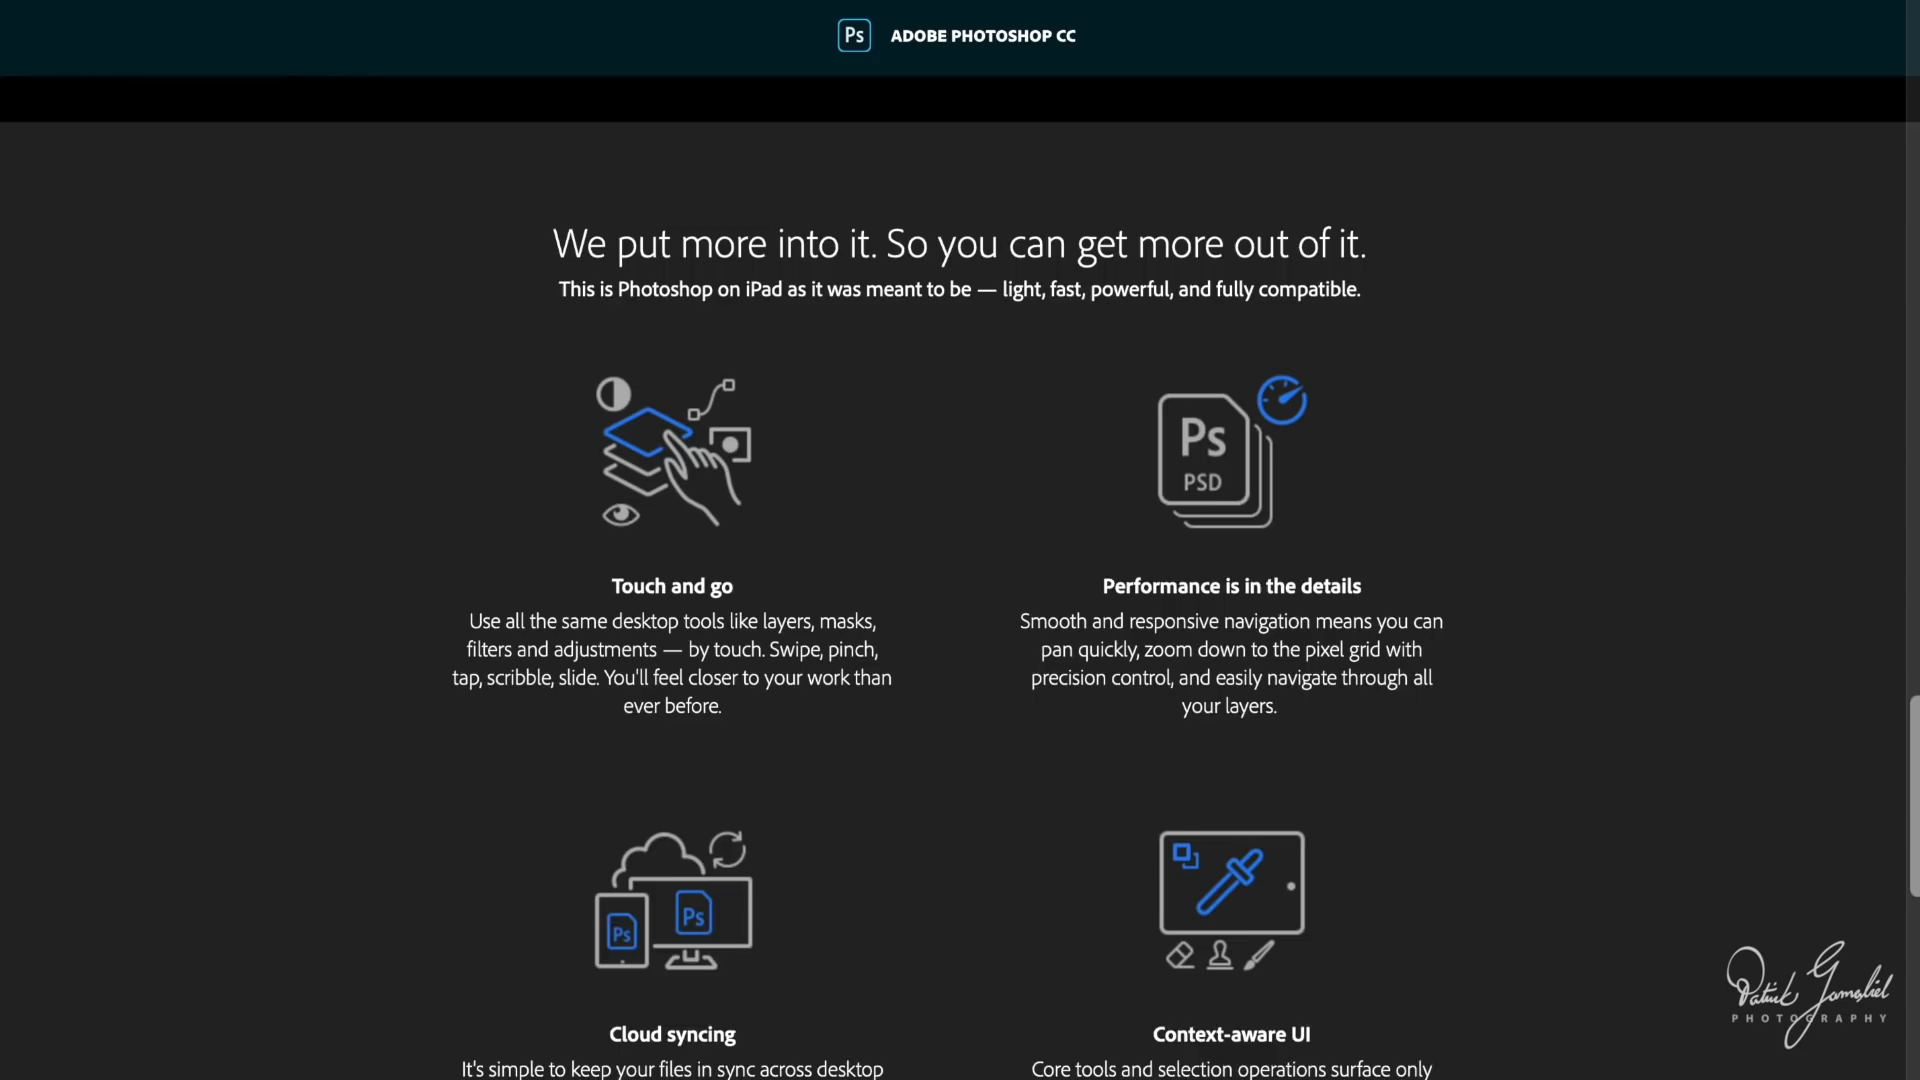 Ps ADOBE PHOTOSHOP CC
We put more into it. So you can get more out of it.
This is Photoshop on iPad as it was meant to be — light, fast, powerful, and fully compatible.
Ps
PSD
Touch and go
Use all the same desktop tools like layers, masks,
filters and adjustments — by touch. Swipe, pinch,
tap, scribble, slide. You'll feel closer to your work than
ever before.
Performance is in the details
Smooth and responsive navigation means you can
pan quickly, zoom down to the pixel grid with
precision control, and easily navigate through all
your layers.
Ps
Ps
Cloud syncing
It's simple to keep your files in sync across desktop
Context-aware UI
Core tools and selection operations surface only
Patrick Gamaliel
PHOTOGRAPHY